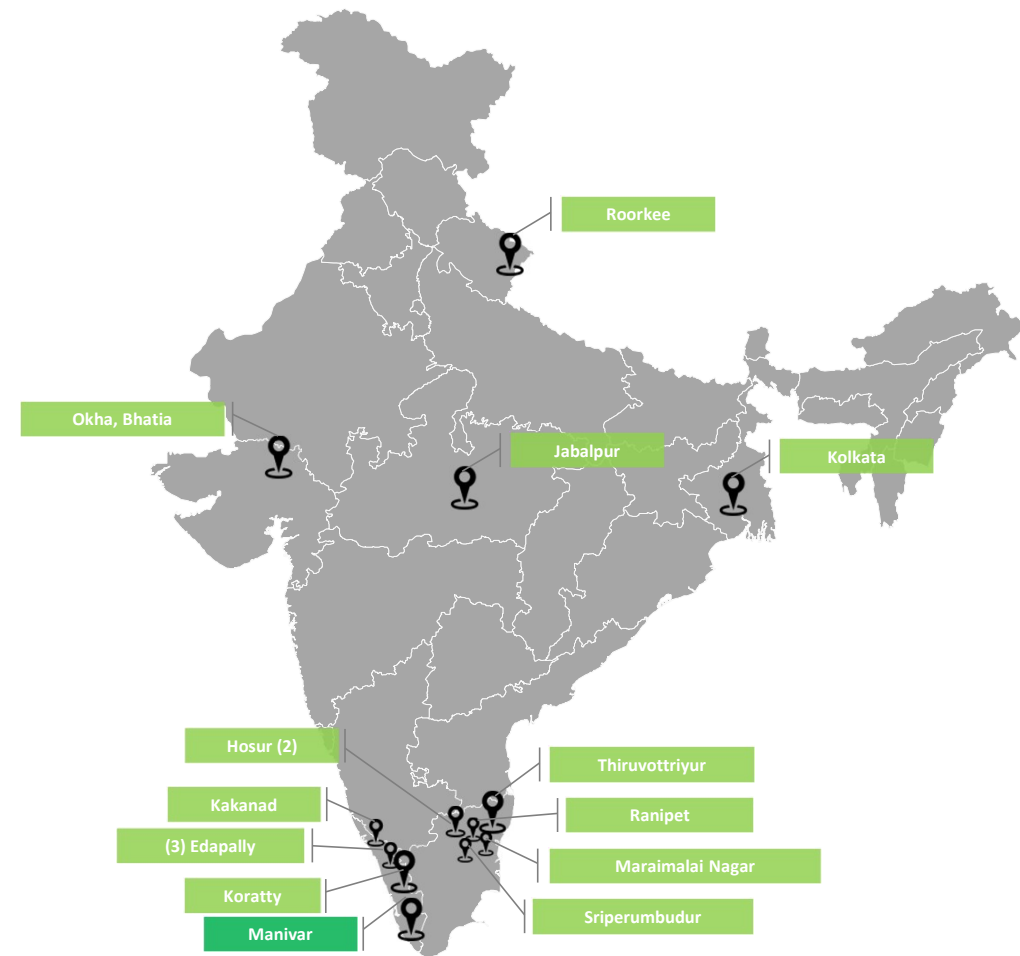 Roorkee
Okha, Bhatia
Jabalpur
Kolkata
Hosur (2)
Thiruvottriyur
Kakanad
Ranipet
(3) Edapally
Maraimalai Nagar
Koratty
Sriperumbudur
Manivar